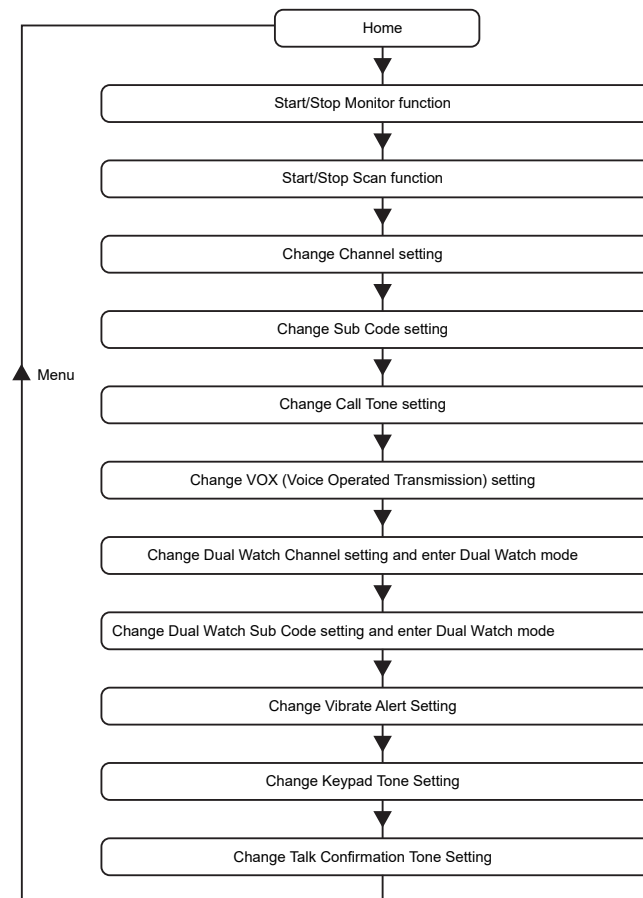 Home
Start/Stop Monitor function
Start/Stop Scan function
Change Channel setting
Change Sub Code setting
Menu
Change Call Tone setting
Change VOX (Voice Operated Transmission) setting
Change Dual Watch Channel setting and enter Dual Watch mode
Change Dual Watch Sub Code setting and enter Dual Watch mode
Change Vibrate Alert Setting
Change Keypad Tone Setting
Change Talk Confirmation Tone Setting